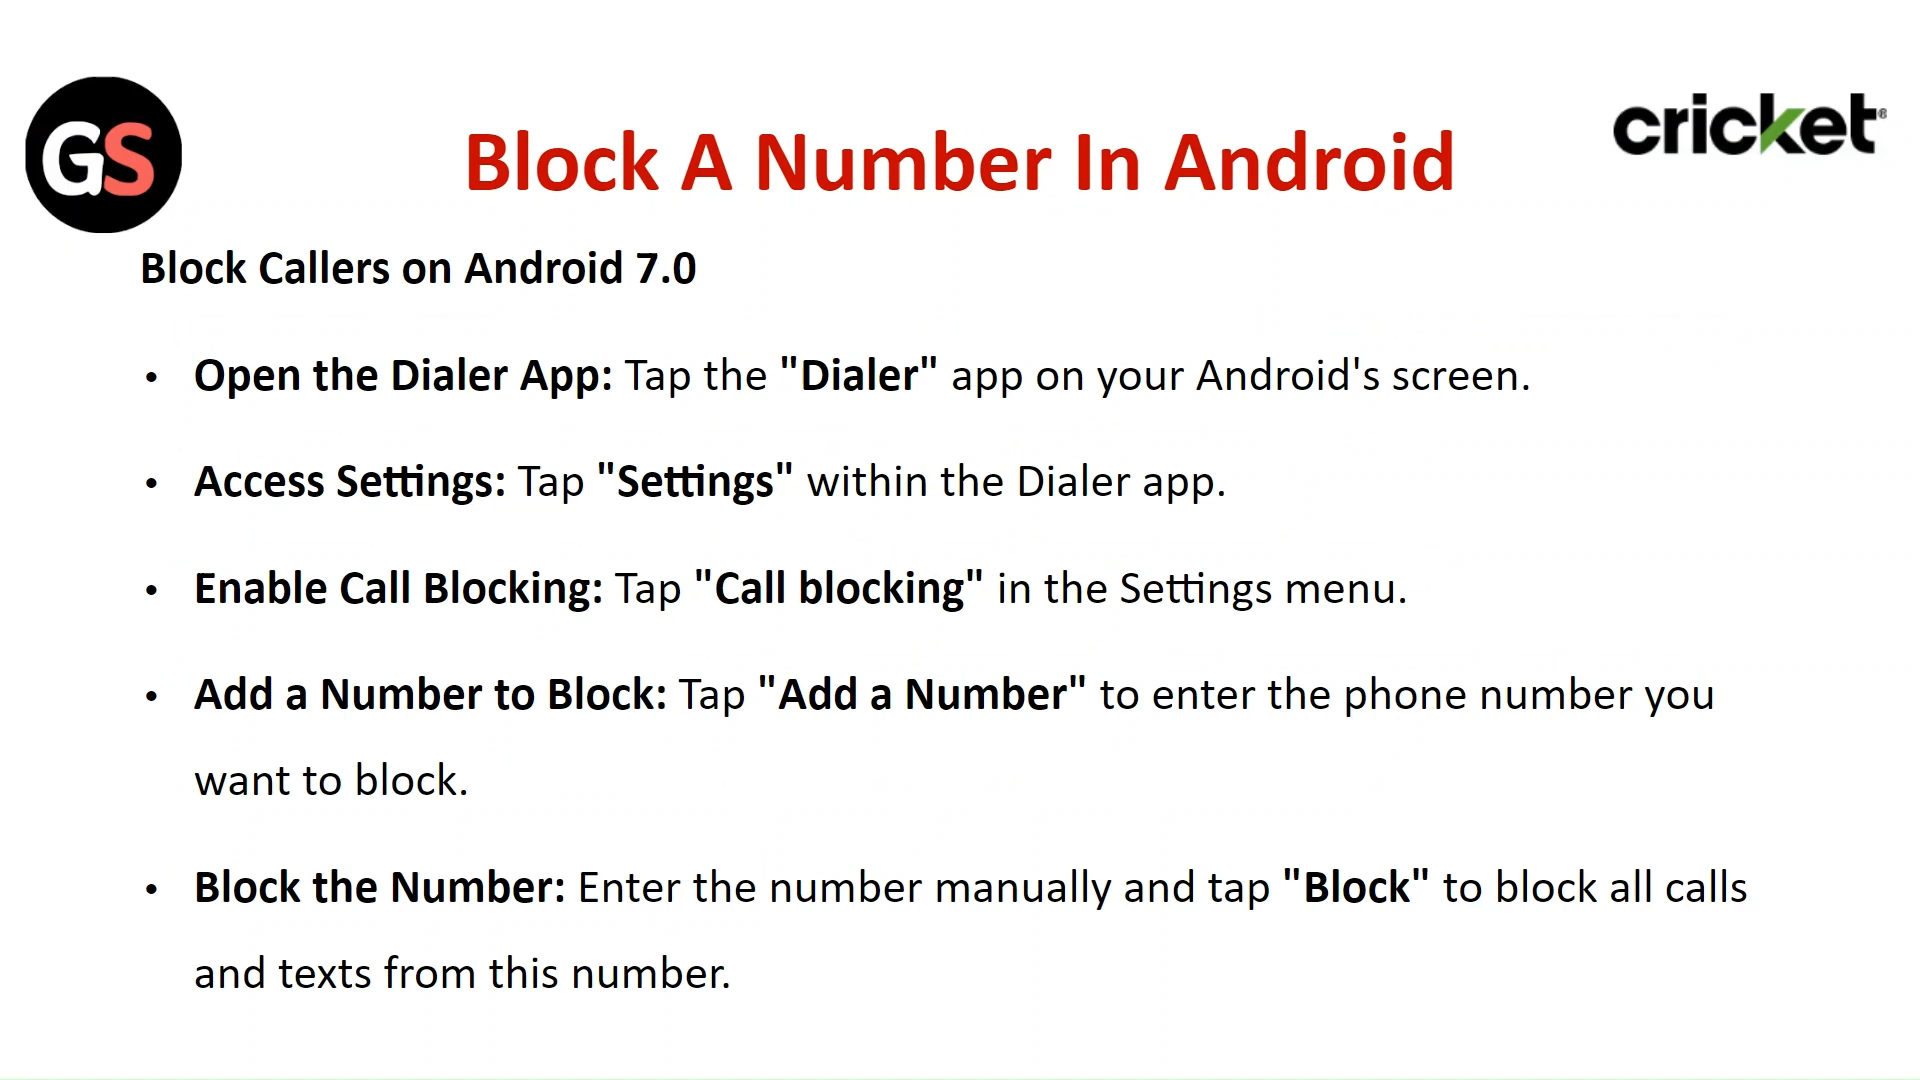 GS
cricket®
Block A Number In Android
Block Callers on Android 7.0
• Open the Dialer App: Tap the "Dialer" app on your Android's screen.
• Access Settings: Tap "Settings" within the Dialer app.
• Enable Call Blocking: Tap "Call blocking" in the Settings menu.
• Add a Number to Block: Tap "Add a Number" to enter the phone number you
want to block.
• Block the Number: Enter the number manually and tap "Block" to block all calls
and texts from this number.